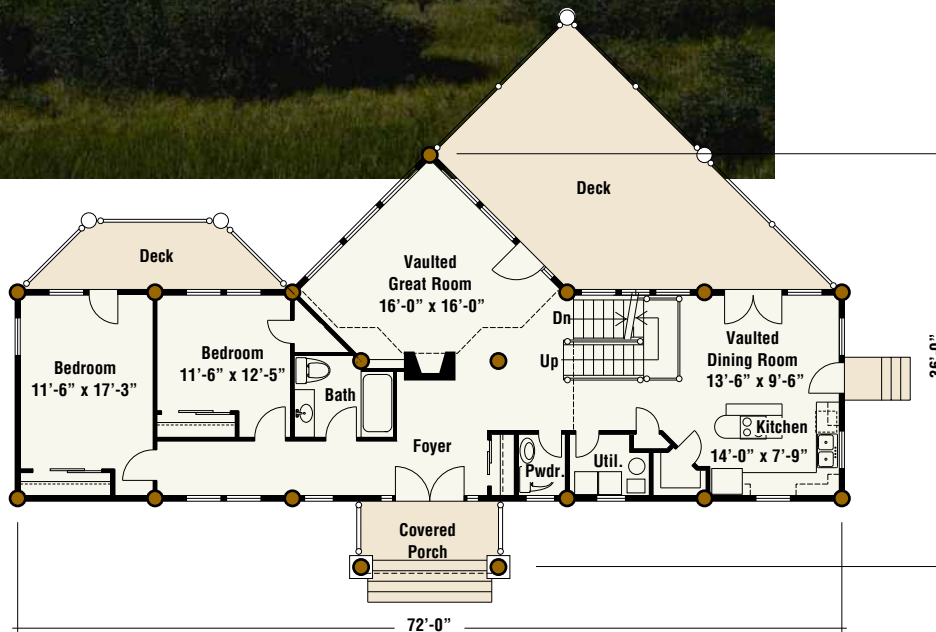 Deck
Deck
Vaulted
Great Room
16’-0” x 16’-0”
Dn
Up
Vaulted
Dining Room
13’-6” x 9’-6”
36’-0”
Bedroom
11’-6” x 17’-3”
Bedroom
11’-6” x 12’-5”
Bath
Foyer
Pwdr.
Util.
Kitchen
14’-0” x 7’-9”
Covered
Porch
72’-0”